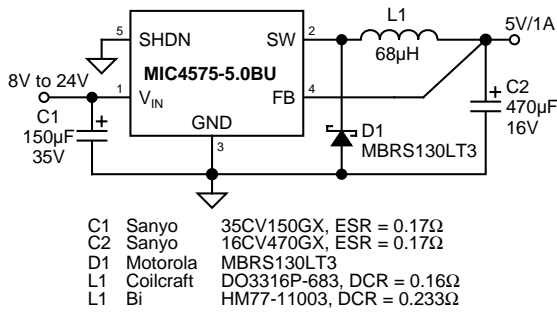 L1
5V/1A
5 SHDN SW 2
68µH
MIC4575-5.0BU
8V to 24V
1 VIN FB 4
C2
470µF
16V
C1
150µF
35V
GND
3
D1
MBRS130LT3
C1 Sanyo 35CV150GX, ESR = 0.17Ω
C2 Sanyo 16CV470GX, ESR = 0.17Ω
D1 Motorola MBRS130LT3
L1 Coilcraft DO3316P-683, DCR = 0.16Ω
L1 Bi HM77-11003, DCR = 0.233Ω